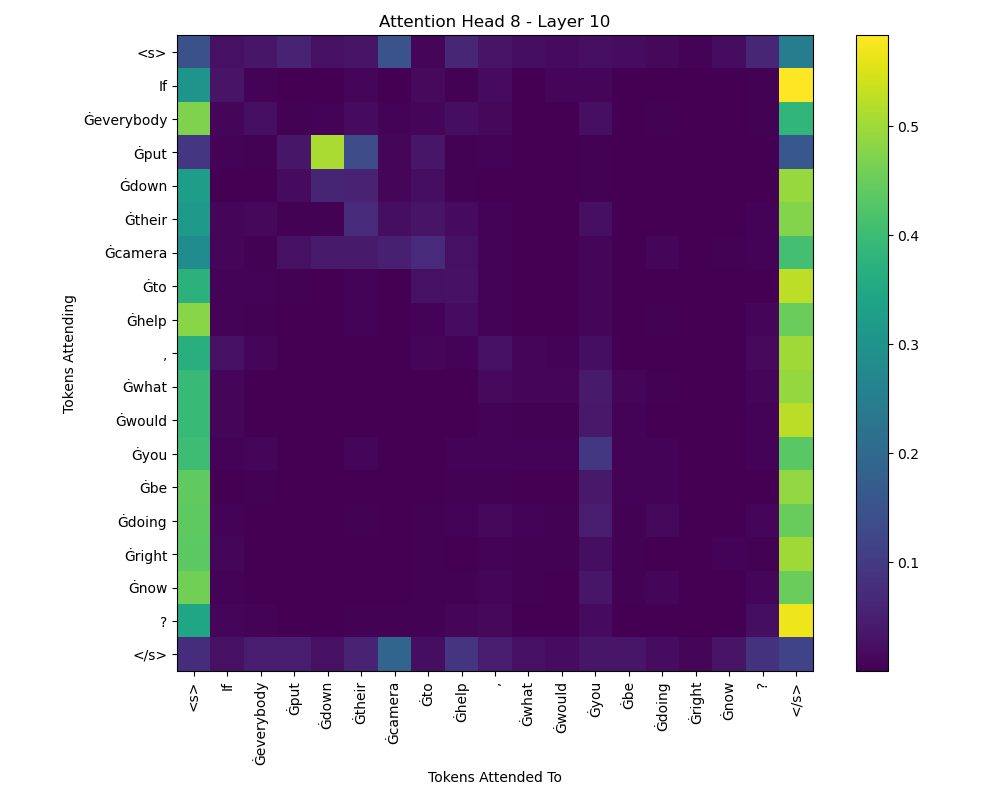 Attention Head 8 - Layer 10
<s>
If
Ġeverybody
Ġput
Ġdown
Ġtheir
Ġcamera
Ġto
Ġhelp
,
Ġwhat
Ġwould
Ġyou
Ġbe
Ġdoing
Ġright
Ġnow
?
</s>
Tokens Attending
<s>
If
Ġeverybody
Ġput
Ġdown
Ġtheir
Ġcamera
Ġto
Ġhelp
,
Ġwhat
Ġwould
Ġyou
Ġbe
Ġdoing
Ġright
Ġnow
?
</s>
Tokens Attended To
0.5
0.4
0.3
0.2
0.1